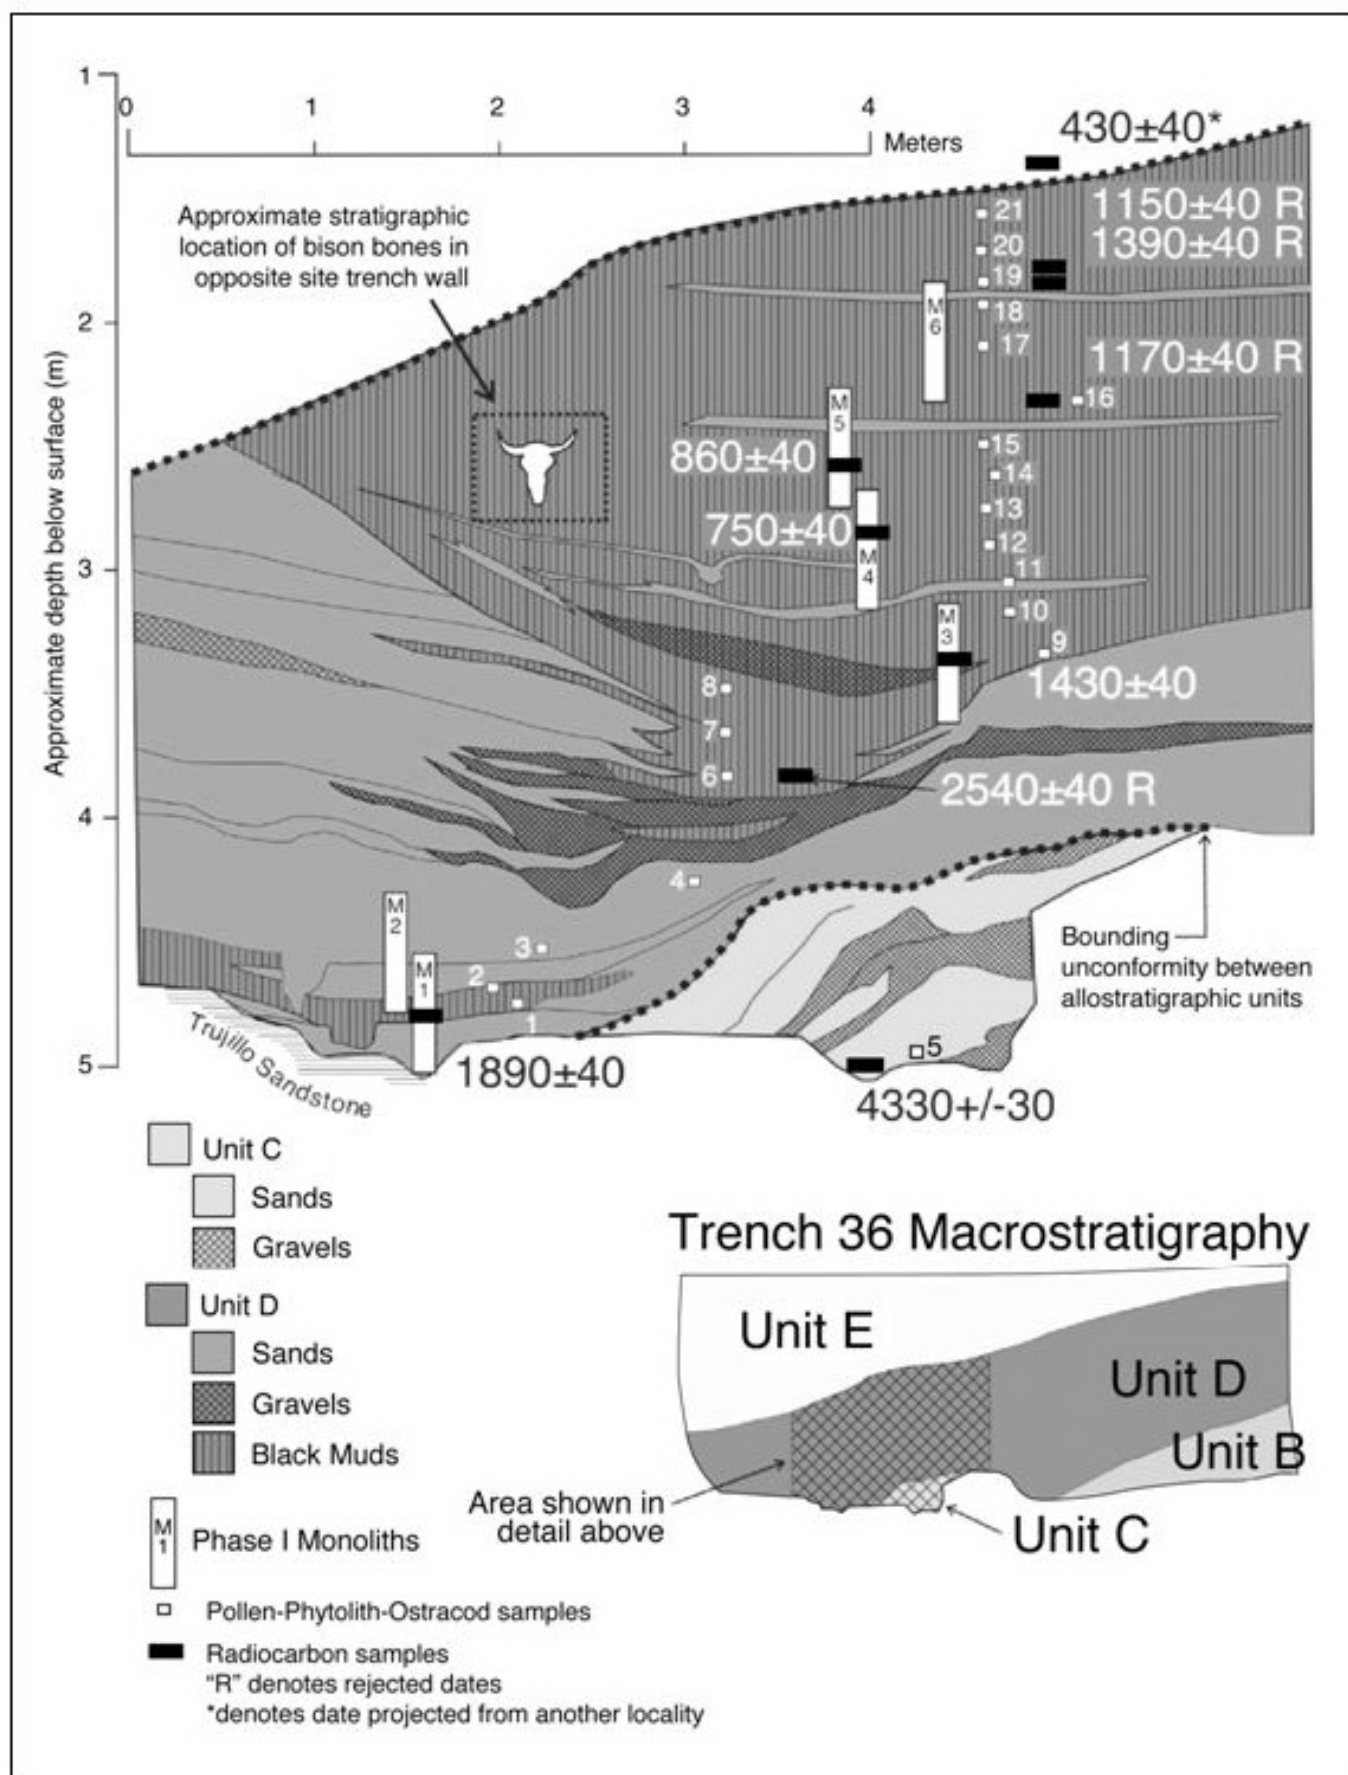 1
0 1 2 3 4
Meters
430±40*
Approximate stratigraphic
location of bison bones in
opposite site trench wall
21
1150±40 R
20
1390±40 R
19
18
M
6
2
17
1170±40 R
16
M
5
15
860±40
14
13
750±40
12
M
4
3
11
10
M
3
9
8
1430±40
7
6
2540±40 R
4
4
M
2
3
M
1
2
1
Bounding
unconformity between
allostratigraphic units
Trujillo Sandstone
5
5
1890±40
4330+/-30
Approximate depth below surface (m)
Unit C
Sands
Gravels
Unit D
Sands
Gravels
Black Muds
M
1
Phase I Monoliths
Pollen-Phytolith-Ostracod samples
Radiocarbon samples
“R” denotes rejected dates
*denotes date projected from another locality
Trench 36 Macrostratigraphy
Unit E
Unit D
Unit B
Area shown in
detail above
Unit C